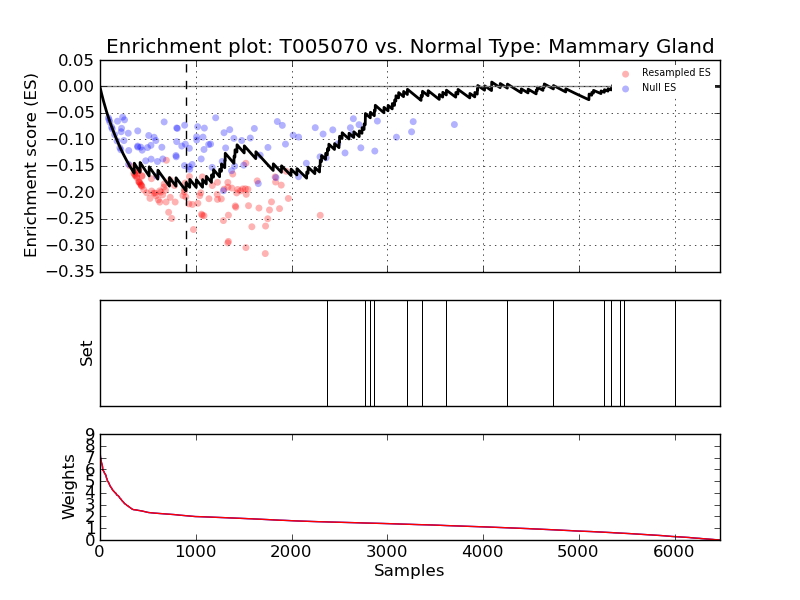 Enrichment plot: T005070 vs. Normal Type: Mammary Gland
Enrichment score (ES)
0.05
0.00
−0.05
−0.10
−0.15
−0.20
−0.25
−0.30
−0.35
Resampled ES
Null ES
Set
Weights
9
8
7
6
5
4
3
2
1
0
0 1000 2000 3000 4000 5000 6000
Samples